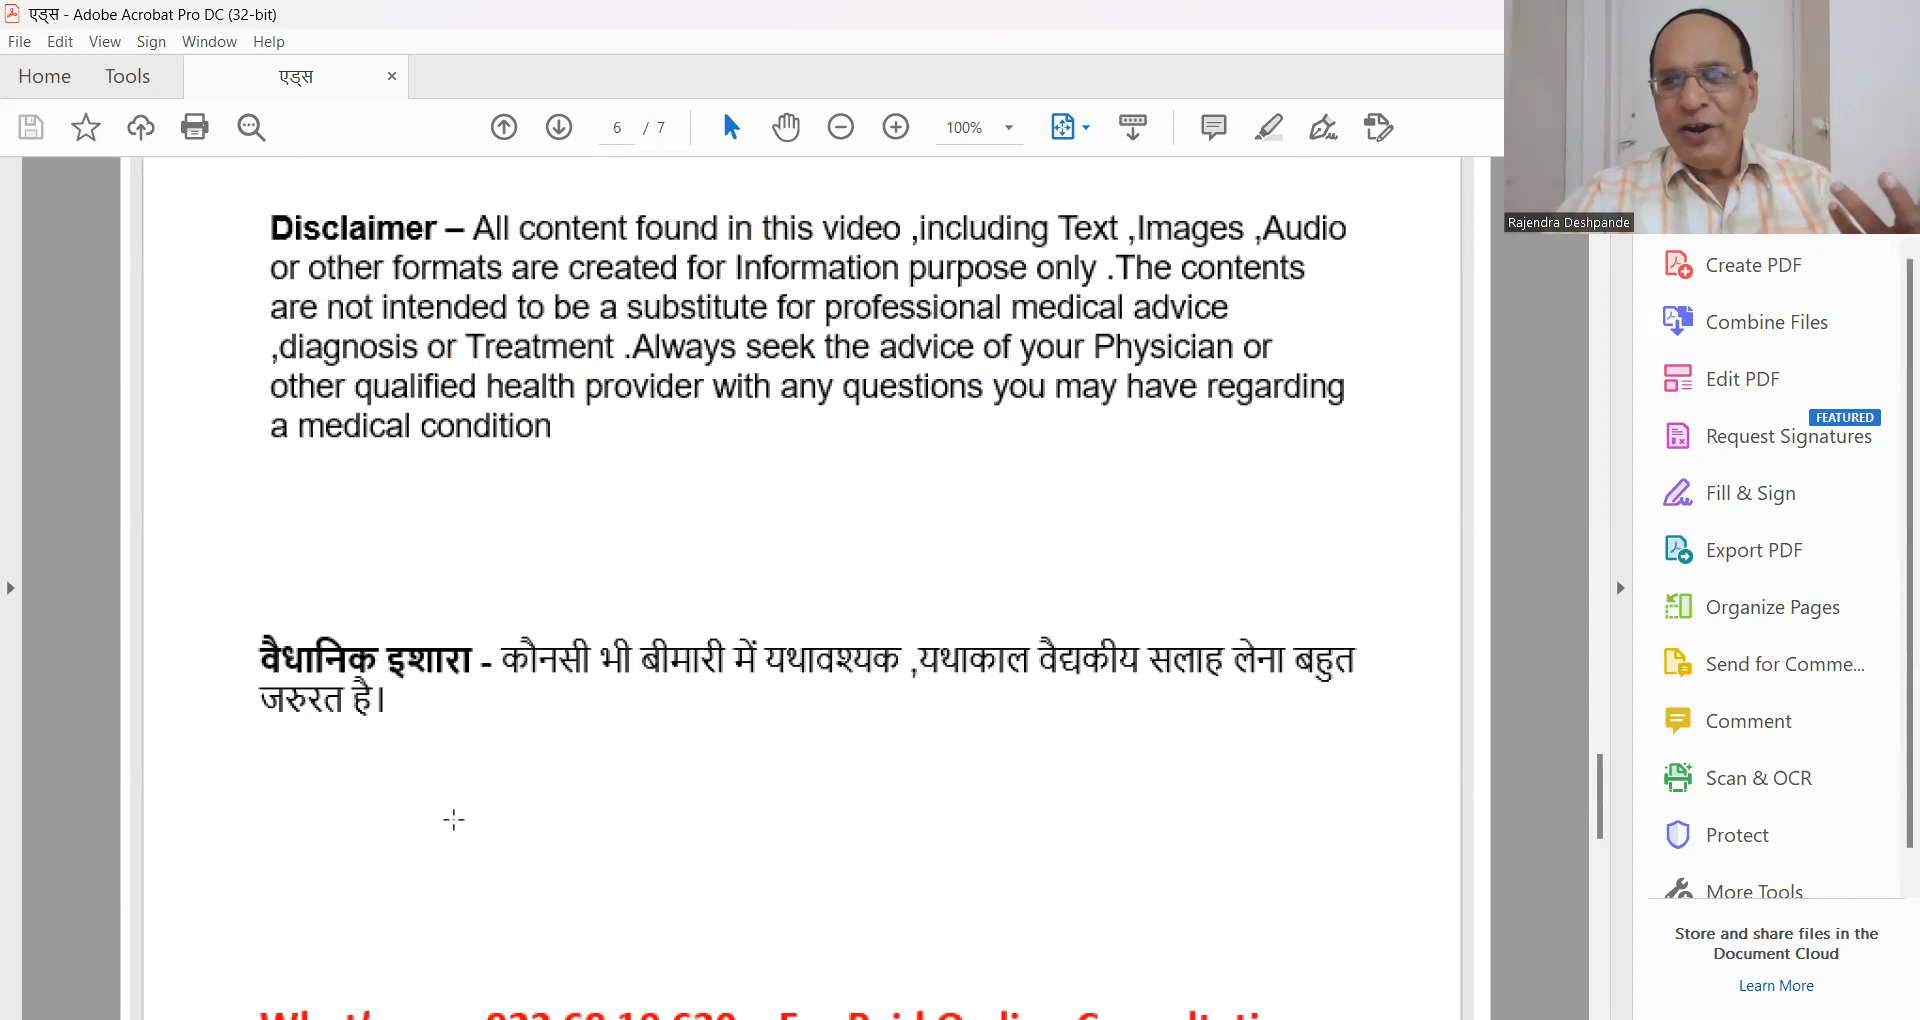 एड्स - Adobe Acrobat Pro DC (32-bit)
File Edit View Sign Window Help
Home Tools एड्स
6 / 7 100%
Rajendra Deshpande
Disclaimer – All content found in this video ,including Text ,Images ,Audio
or other formats are created for Information purpose only .The contents
are not intended to be a substitute for professional medical advice
,diagnosis or Treatment .Always seek the advice of your Physician or
other qualified health provider with any questions you may have regarding
a medical condition
वैधानिक इशारा - कौनसी भी बीमारी में यथावश्यक ,यथाकाल वैद्यकीय सलाह लेना बहुत
जरुरत है।
Create PDF
Combine Files
Edit PDF
FEATURED
Request Signatures
Fill & Sign
Export PDF
Organize Pages
Send for Comme...
Comment
Scan & OCR
Protect
More Tools
Store and share files in the
Document Cloud
Learn More